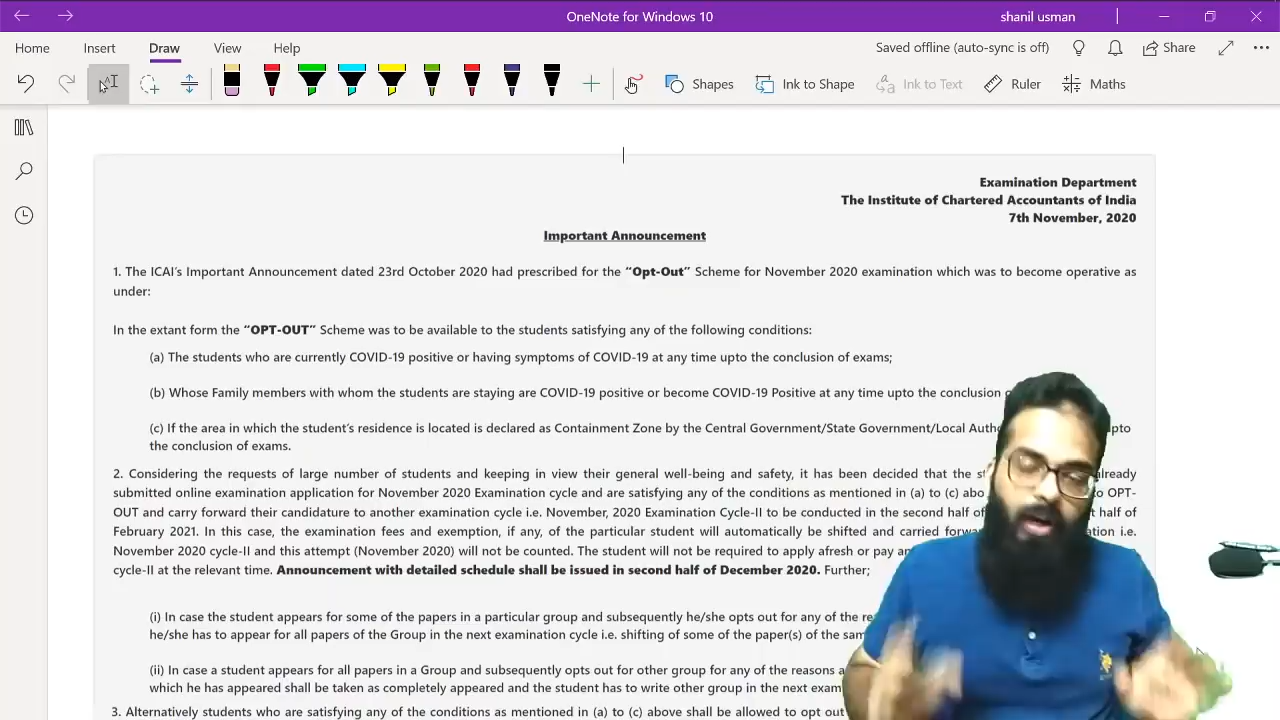 OneNote for Windows 10
shanil usman
Home Insert Draw View Help
Saved offline (auto-sync is off) Share
Shapes Ink to Shape Ink to Text Ruler Maths
Examination Department
The Institute of Chartered Accountants of India
7th November, 2020
Important Announcement
1. The ICAI's Important Announcement dated 23rd October 2020 had prescribed for the "Opt-Out" Scheme for November 2020 examination which was to become operative as
under:
In the extant form the "OPT-OUT" Scheme was to be available to the students satisfying any of the following conditions:
(a) The students who are currently COVID-19 positive or having symptoms of COVID-19 at any time upto the conclusion of exams;
(b) Whose Family members with whom the students are staying are COVID-19 positive or become COVID-19 Positive at any time upto the conclusion
(c) If the area in which the student's residence is located is declared as Containment Zone by the Central Government/State Government/Local upto
the conclusion of exams.
2. Considering the requests of large number of students and keeping in view their general well-being and safety, it has been decided that the already
submitted online examination application for November 2020 Examination cycle and are satisfying any of the conditions as mentioned in (a) to (c) to OPT-
OUT and carry forward their candidature to another examination cycle i.e. November, 2020 Examination Cycle-II to be conducted in the second half of half of
February 2021. In this case, the examination fees and exemption, if any, of the particular student will automatically be shifted and carried i.e.
November 2020 cycle-II and this attempt (November 2020) will not be counted. The student will not be required to apply afresh or pay
cycle-II at the relevant time. Announcement with detailed schedule shall be issued in second half of December 2020. Further;
(i) In case the student appears for some of the papers in a particular group and subsequently he/she opts out for any of the
he/she has to appear for all papers of the Group in the next examination cycle i.e. shifting of some of the paper(s) of the
(ii) In case a student appears for all papers in a Group and subsequently opts out for other group for any of the reasons
which he has appeared shall be taken as completely appeared and the student has to write other group in the next
3. Alternatively students who are satisfying any of the conditions as mentioned in (a) to (c) above shall be allowed to opt out